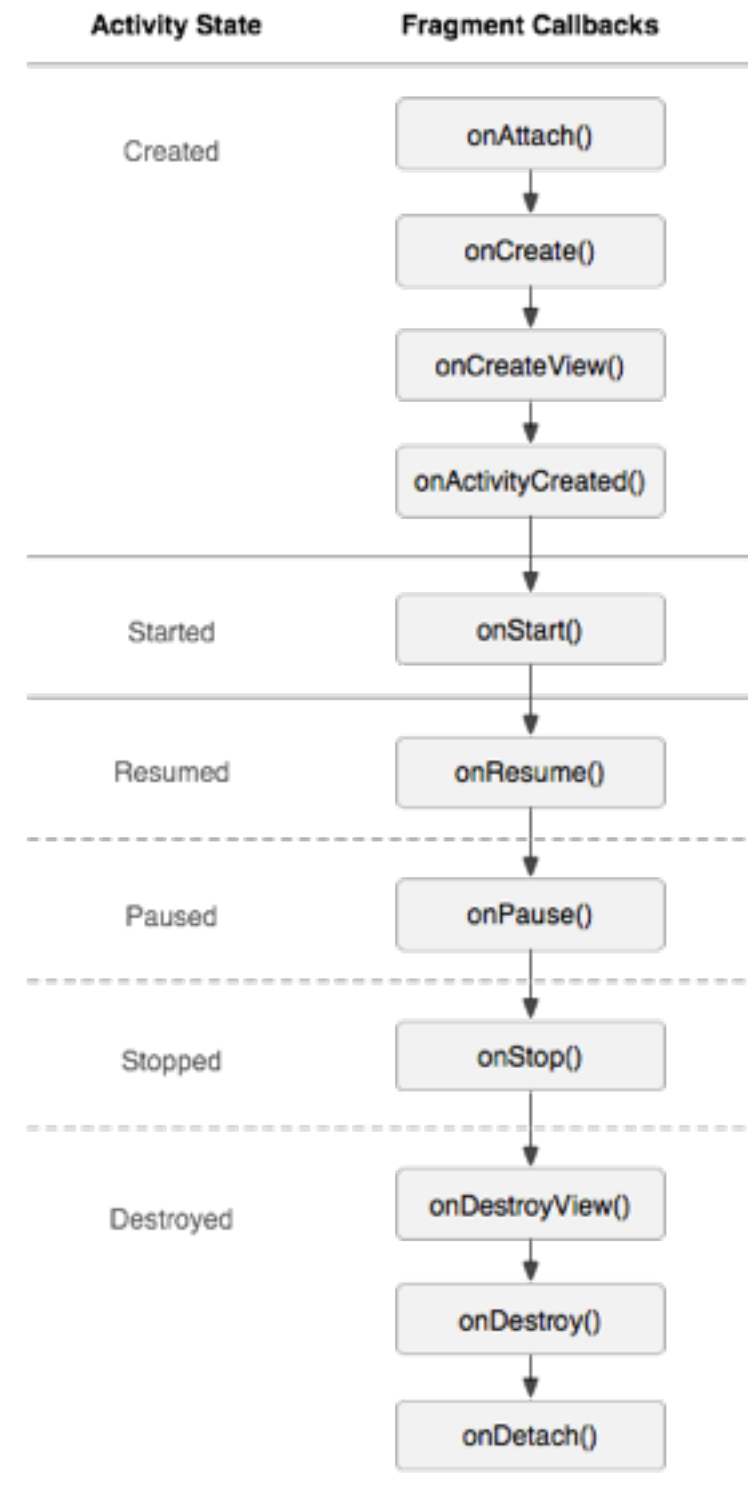 Activity State Fragment Callbacks
Created
onAttach()
onCreate()
onCreateView()
onActivityCreated()
Started
onStart()
Resumed
onResume()
Paused
onPause()
Stopped
onStop()
Destroyed
onDestroyView()
onDestroy()
onDetach()